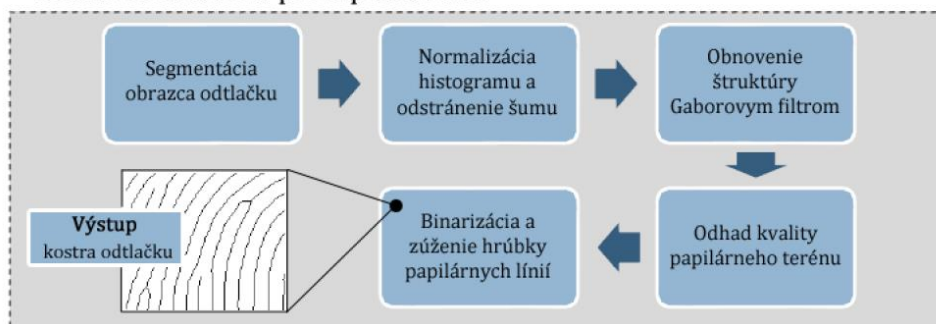 Segmentácia
obrazca odtlačku
Normalizácia
histogramu a
odstránenie šumu
Obnovenie
štruktúry
Gaborovym filtrom
Odhad kvality
papilárneho terénu
Binarizácia a
zúženie hrúbky
papilárnych línií
Výstup
kostra odtlačku